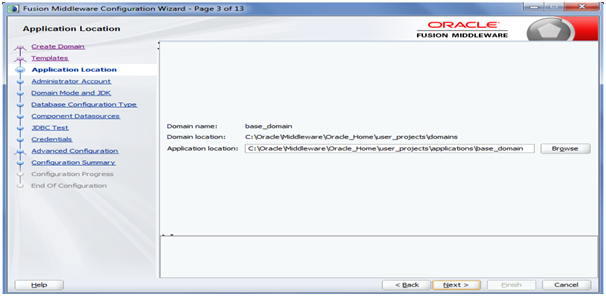 Fusion Middleware Configuration Wizard - Page 3 of 13
Application Location
ORACLE
FUSION MIDDLEWARE
Create Domain
Templates
Application Location
Administrator Account
Domain Mode and JDK
Database Configuration Type
Component Datasources
JDBC Test
Credentials
Advanced Configuration
Configuration Summary
Configuration Progress
End Of Configuration
Domain name: base_domain
Domain location: C:\Oracle\Middleware\Oracle_Home\user_projects\domains
Application location: C:\Oracle\Middleware\Oracle_Home\user_projects\applications\base_domain Browse
Help < Back Next > Finish Cancel